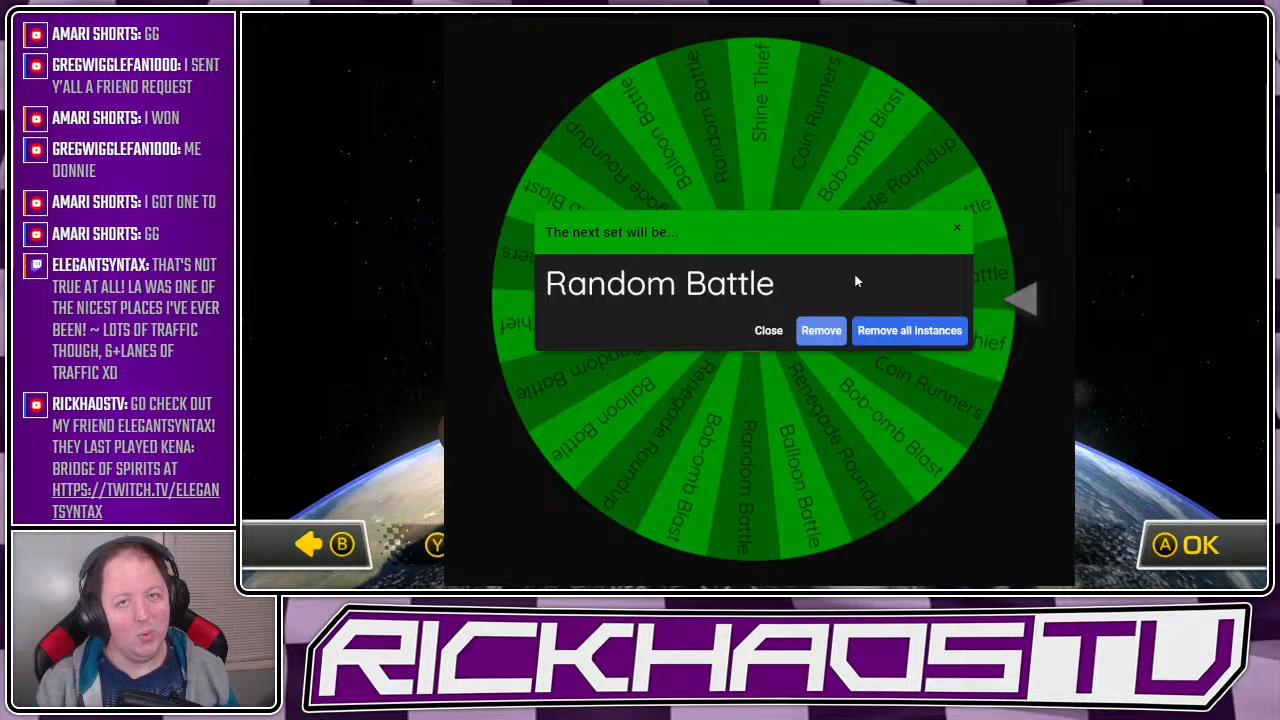 AMARI SHORTS: GG
GREGWIGGLEFAN1000: I SENT
Y'ALL A FRIEND REQUEST
AMARI SHORTS: I WON
GREGWIGGLEFAN1000: ME
DONNIE
AMARI SHORTS: I GOT ONE TO
AMARI SHORTS: GG
ELEGANTSYNTAX: THAT'S NOT
TRUE AT ALL! LA WAS ONE OF
THE NICEST PLACES I'VE EVER
BEEN! ~ LOTS OF TRAFFIC
THOUGH, 6+LANES OF
TRAFFIC XD
RICKHAOSTV: GO CHECK OUT
MY FRIEND ELEGANTSYNTAX!
THEY LAST PLAYED KENA:
BRIDGE OF SPIRITS AT
HTTPS://TWITCH.TV/ELEGAN
TSYNTAX
Balloon Battle
Random Battle
Shine Thief
Coin Runners
Bob-omb Blast
The next set will be...
×
Random Battle
Close
Remove
Remove all instances
Random Battle
Balloon Battle
Renegade Roundup
Bob-omb Blast
Random Battle
Balloon Battle
Renegade Roundup
Bob-omb Blast
Coin Runners
B
Y
A OK
RICKHAOSTV